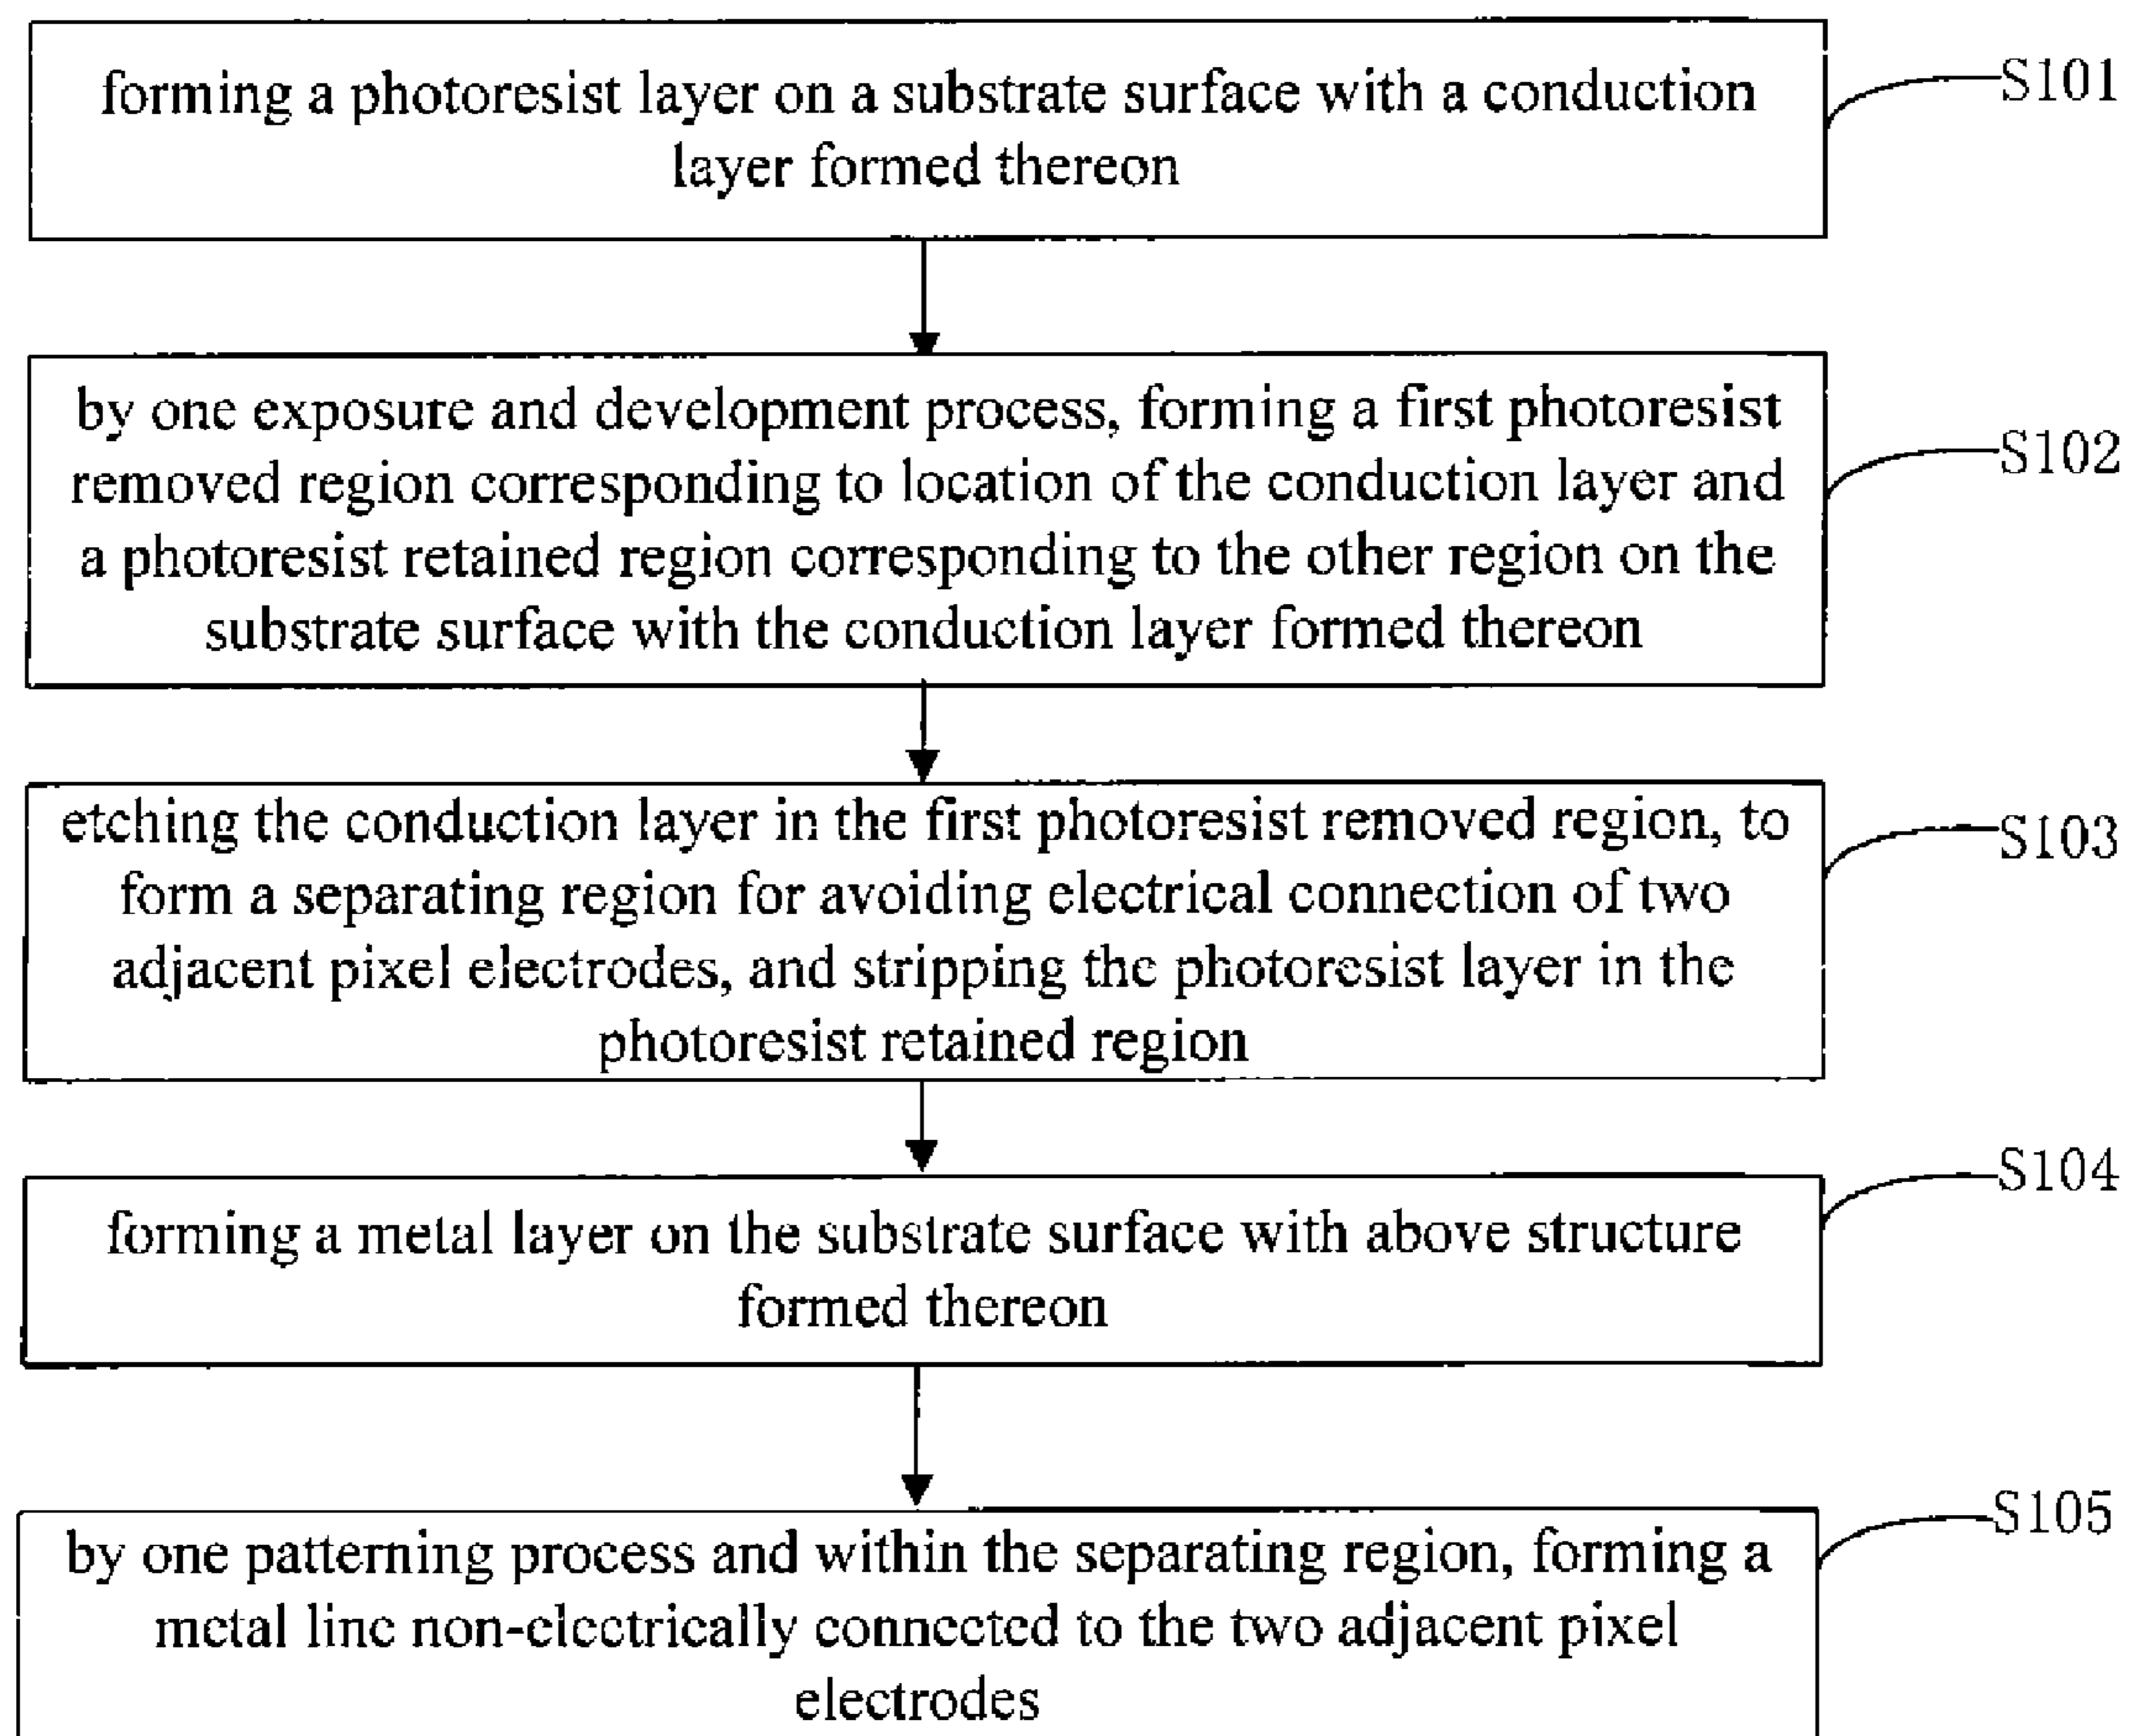 forming a photoresist layer on a substrate surface with a conduction
layer formed thereon
S101
by one exposure and development process, forming a first photoresist
removed region corresponding to location of the conduction layer and
a photoresist retained region corresponding to the other region on the
substrate surface with the conduction layer formed thereon
S102
etching the conduction layer in the first photoresist removed region, to
form a separating region for avoiding electrical connection of two
adjacent pixel electrodes, and stripping the photoresist layer in the
photoresist retained region
S103
forming a metal layer on the substrate surface with above structure
formed thereon
S104
by one patterning process and within the separating region, forming a
metal line non-electrically connected to the two adjacent pixel
electrodes
S105